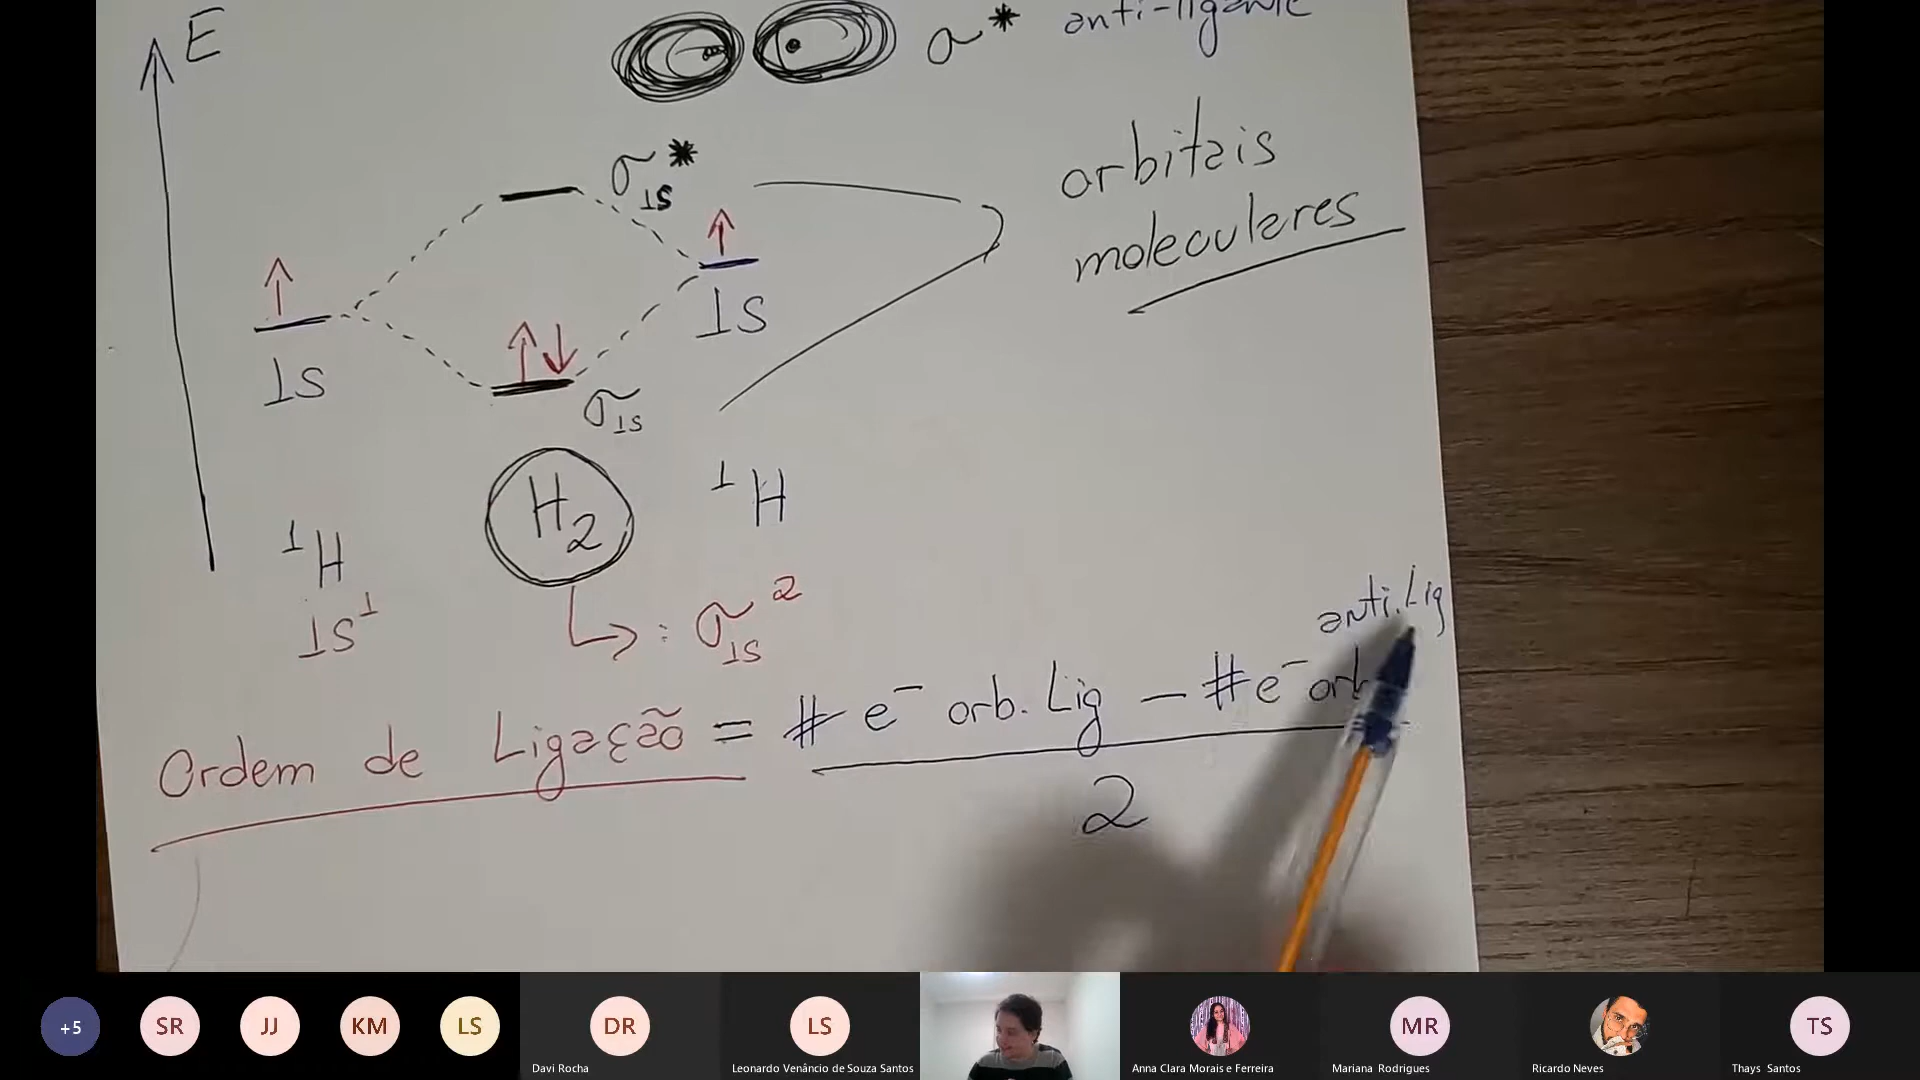 E
σ* anti-ligante
σ1s*
orbitais
moleculares
1s
1s
σ1s
H2
1H
1H
1s1
: σ1s2
anti.Lig
Ordem de Ligação = # e- orb. Lig - # e- orb
2
+5 SR JJ KM LS DR LS MR TS
Davi Rocha Leonardo Venâncio de Souza Santos Anna Clara Morais e Ferreira Mariana Rodrigues Ricardo Neves Thays Santos